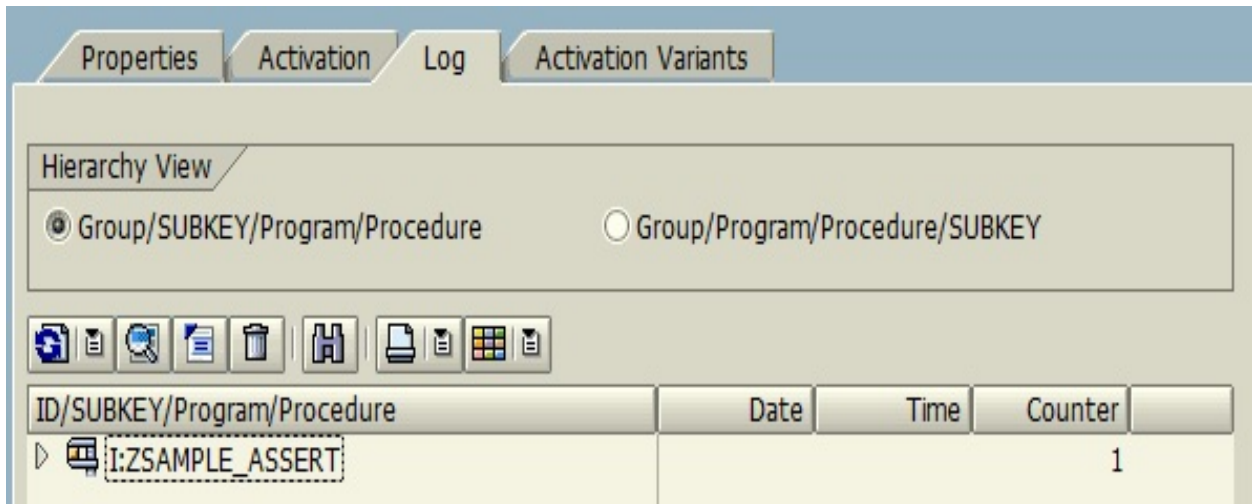 Properties Activation Log Activation Variants
Hierarchy View
Group/SUBKEY/Program/Procedure Group/Program/Procedure/SUBKEY
ID/SUBKEY/Program/Procedure Date Time Counter
I:ZSAMPLE_ASSERT 1